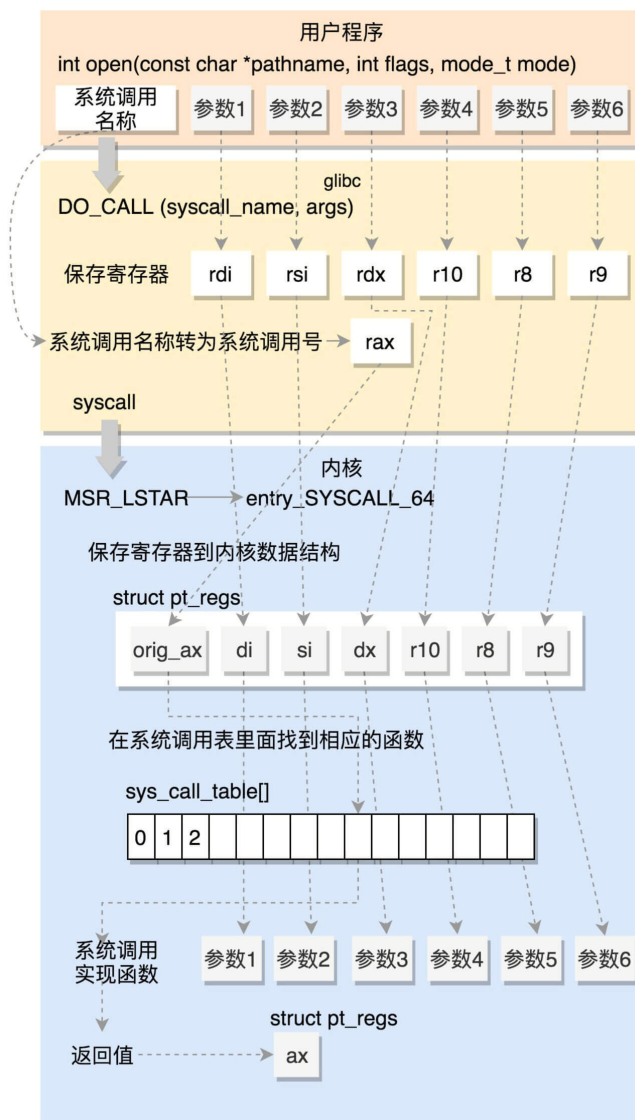 用户程序
int open(const char *pathname, int flags, mode_t mode)
系统调用
名称
参数1 参数2 参数3 参数4 参数5 参数6
glibc
DO_CALL (syscall_name, args)
保存寄存器 rdi rsi rdx r10 r8 r9
系统调用名称转为系统调用号 rax
syscall
内核
MSR_LSTAR entry_SYSCALL_64
保存寄存器到内核数据结构
struct pt_regs
orig_ax di si dx r10 r8 r9
在系统调用表里面找到相应的函数
sys_call_table[]
0 1 2
系统调用
实现函数
参数1 参数2 参数3 参数4 参数5 参数6
struct pt_regs
返回值 ax